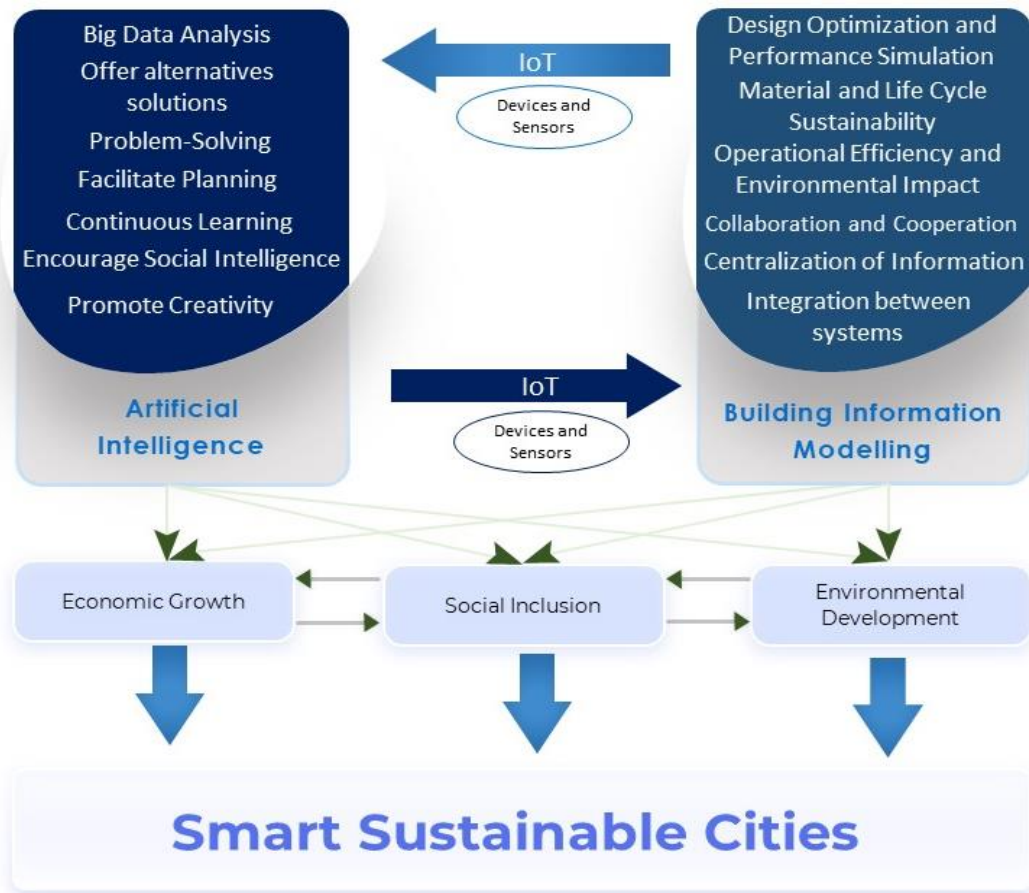 Big Data Analysis
Offer alternatives
solutions
Problem-Solving
Facilitate Planning
Continuous Learning
Encourage Social Intelligence
Promote Creativity
Artificial
Intelligence
IoT
Devices and
Sensors
IoT
Devices and
Sensors
Design Optimization and
Performance Simulation
Material and Life Cycle
Sustainability
Operational Efficiency and
Environmental Impact
Collaboration and Cooperation
Centralization of Information
Integration between
systems
Building Information
Modelling
Economic Growth
Social Inclusion
Environmental
Development
Smart Sustainable Cities